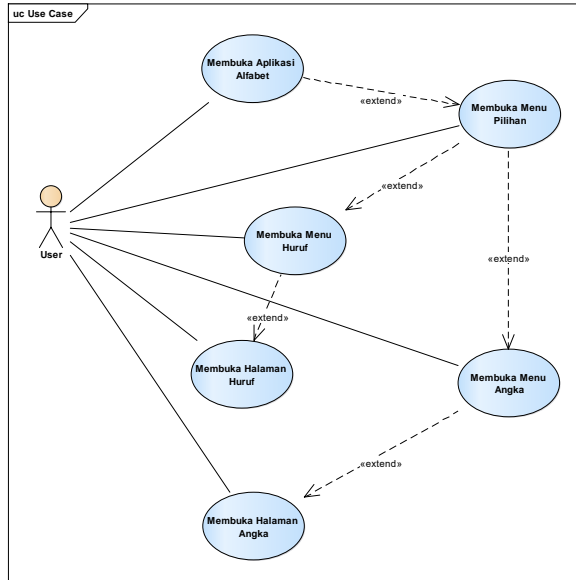 uc Use Case
Membuka Aplikasi
Alfabet
«extend»
Membuka Menu
Pilihan
«extend»
User
Membuka Menu
Huruf
«extend»
«extend»
Membuka Halaman
Huruf
Membuka Menu
Angka
«extend»
Membuka Halaman
Angka